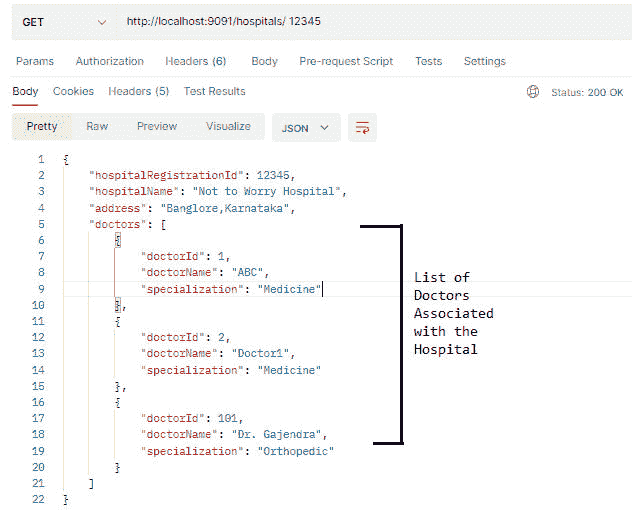 GET http://localhost:9091/hospitals/ 12345
Params Authorization Headers (6) Body Pre-request Script Tests Settings
Body Cookies Headers (5) Test Results Status: 200 OK
Pretty Raw Preview Visualize JSON
1 {
2 "hospitalRegistrationId": 12345,
3 "hospitalName": "Not to Worry Hospital",
4 "address": "Banglore,Karnataka",
5 "doctors": [
6 {
7 "doctorId": 1,
8 "doctorName": "ABC",
9 "specialization": "Medicine"
10 },
11 {
12 "doctorId": 2,
13 "doctorName": "Doctor1",
14 "specialization": "Medicine"
15 },
16 {
17 "doctorId": 101,
18 "doctorName": "Dr. Gajendra",
19 "specialization": "Orthopedic"
20 }
21 ]
22 }
List of
Doctors
Associated
with the
Hospital